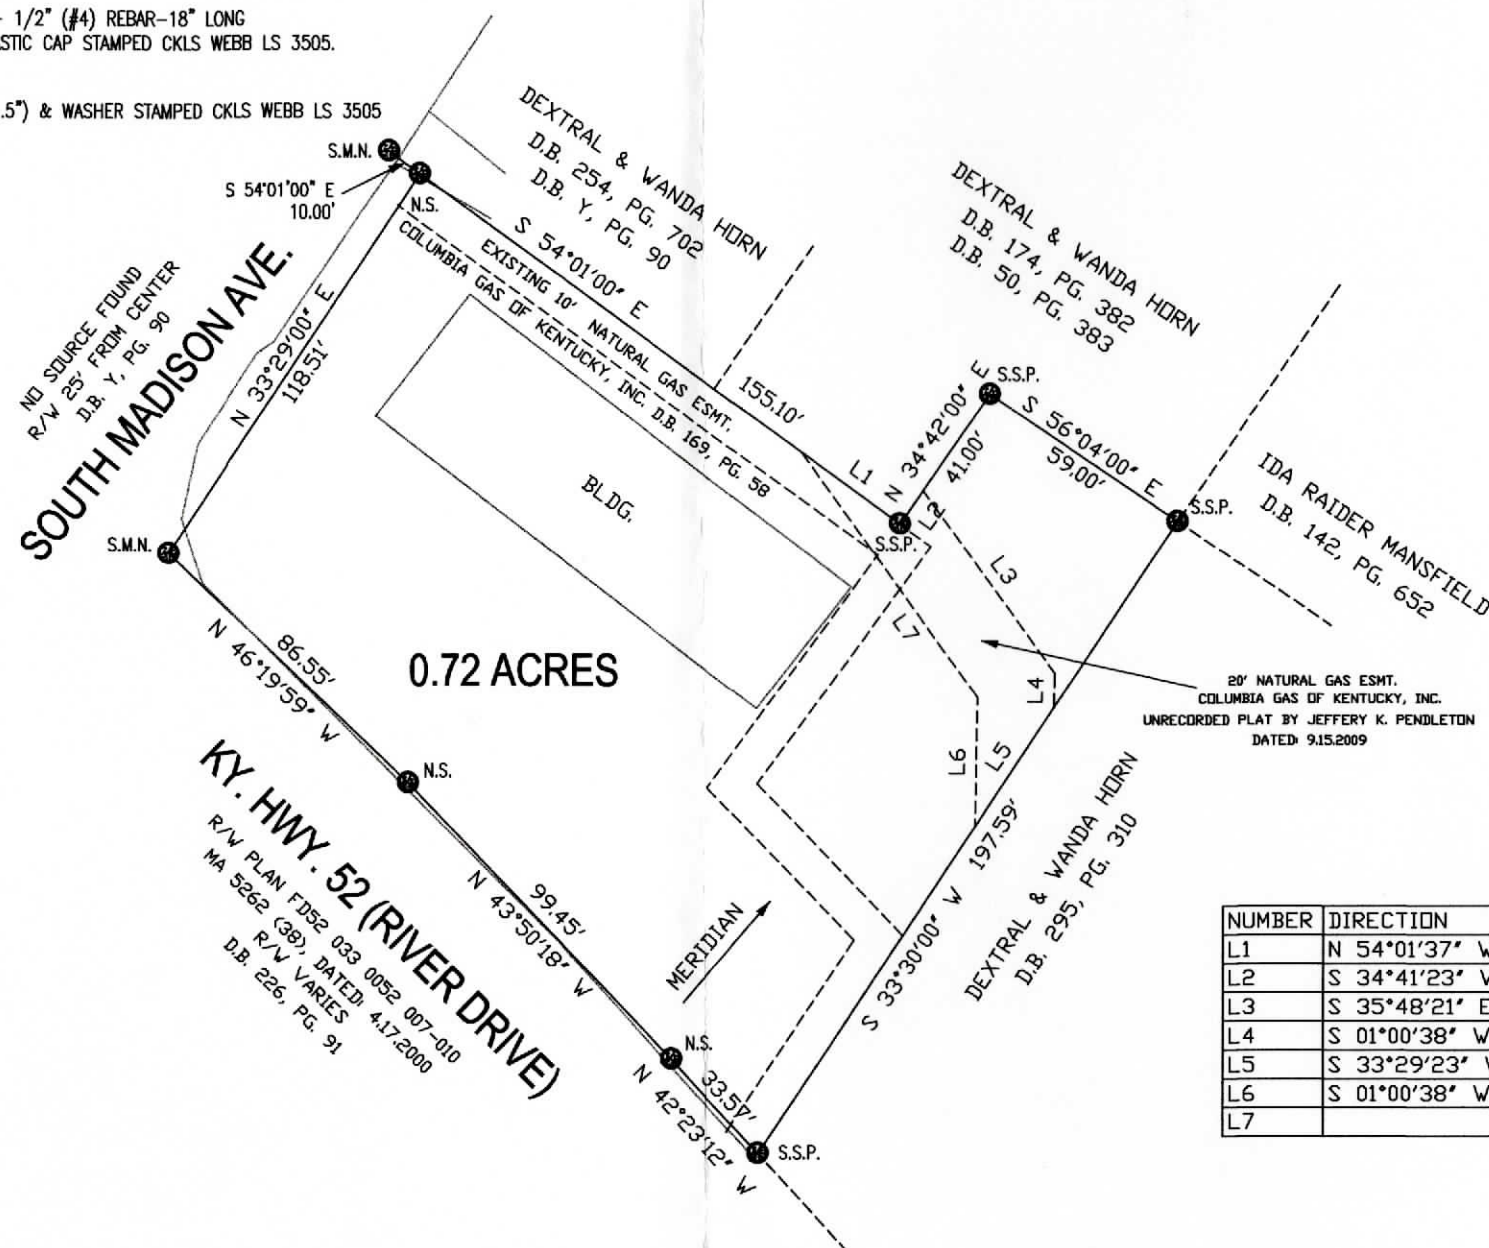 1/2" (#4) REBAR-18" LONG
STIC CAP STAMPED CKLS WEBB LS 3505.
.5") & WASHER STAMPED CKLS WEBB LS 3505
S.M.N.
S 54°01'00" E
10.00'
N.S.
DEXTRAL & WANDA HORN
D.B. 254, PG. 702
D.B. Y, PG. 90
DEXTRAL & WANDA HORN
D.B. 174, PG. 382
D.B. 50, PG. 383
S 54°01'00" E
155.10'
EXISTING 10' NATURAL GAS ESMT.
COLUMBIA GAS OF KENTUCKY, INC. D.B. 169, PG. 58
NO SOURCE FOUND
R/W 25' FROM CENTER
D.B. Y, PG. 90
SOUTH MADISON AVE.
N 33°29'00" E
118.51'
BLDG.
L1
N 34°42'00" E
41.00'
S.S.P.
S 56°04'00" E
59.00'
S.S.P.
IDA RAIDER MANSFIELD
D.B. 142, PG. 652
S.S.P.
L2
L3
L7
L4
L6
L5
S.M.N.
0.72 ACRES
20' NATURAL GAS ESMT.
COLUMBIA GAS OF KENTUCKY, INC.
UNRECORDED PLAT BY JEFFERY K. PENDLETON
DATED: 9.15.2009
86.55'
N 46°19'59" W
N.S.
KY. HWY. 52 (RIVER DRIVE)
R/W PLAN FD52 033 0052 007-010
MA 5262 (38), DATED: 4.17.2000
R/W VARIES
D.B. 226, PG. 91
99.45'
N 43°50'18" W
MERIDIAN
S 33°30'00" W 197.59'
DEXTRAL & WANDA HORN
D.B. 295, PG. 310
N.S.
33.57'
N 42°23'12" W
S.S.P.
NUMBER DIRECTION
L1 N 54°01'37" W
L2 S 34°41'23"
L3 S 35°48'21" E
L4 S 01°00'38" W
L5 S 33°29'23"
L6 S 01°00'38" W
L7